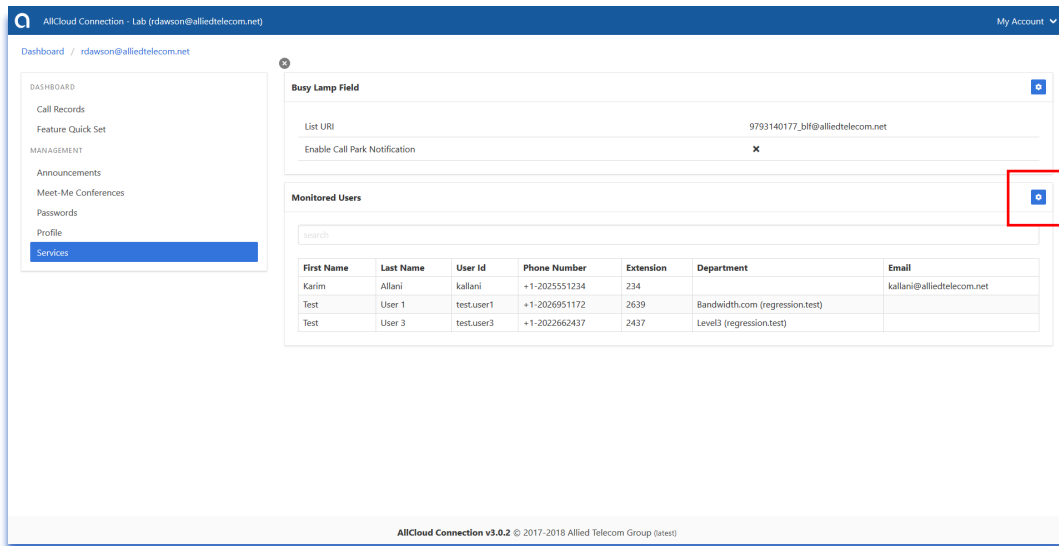 AllCloud Connection - Lab (rdawson@alliedtelecom.net) My Account
Dashboard / rdawson@alliedtelecom.net
DASHBOARD
Call Records
Feature Quick Set
MANAGEMENT
Announcements
Meet-Me Conferences
Passwords
Profile
Services
Busy Lamp Field
List URI 9793140177_blf@alliedtelecom.net
Enable Call Park Notification
Monitored Users
search
First Name Last Name User Id Phone Number Extension Department Email
Karim Allani kallani +1-2025551234 234 kallani@alliedtelecom.net
Test User 1 test.user1 +1-2026951172 2639 Bandwidth.com (regression.test)
Test User 3 test.user3 +1-2022662437 2437 Level3 (regression.test)
AllCloud Connection v3.0.2 © 2017-2018 Allied Telecom Group (latest)